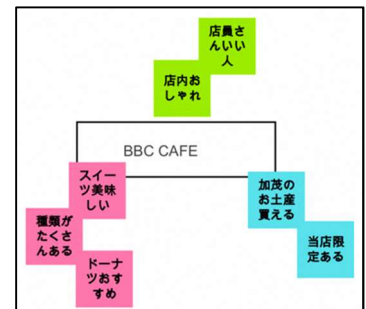 店員さ
んいい
人
店内お
しゃれ
BBC CAFE
スイー
ツ美味
しい
加茂の
お土産
買える
種類が
たくさ
んある
当店限
定ある
ドーナ
ツおす
すめ